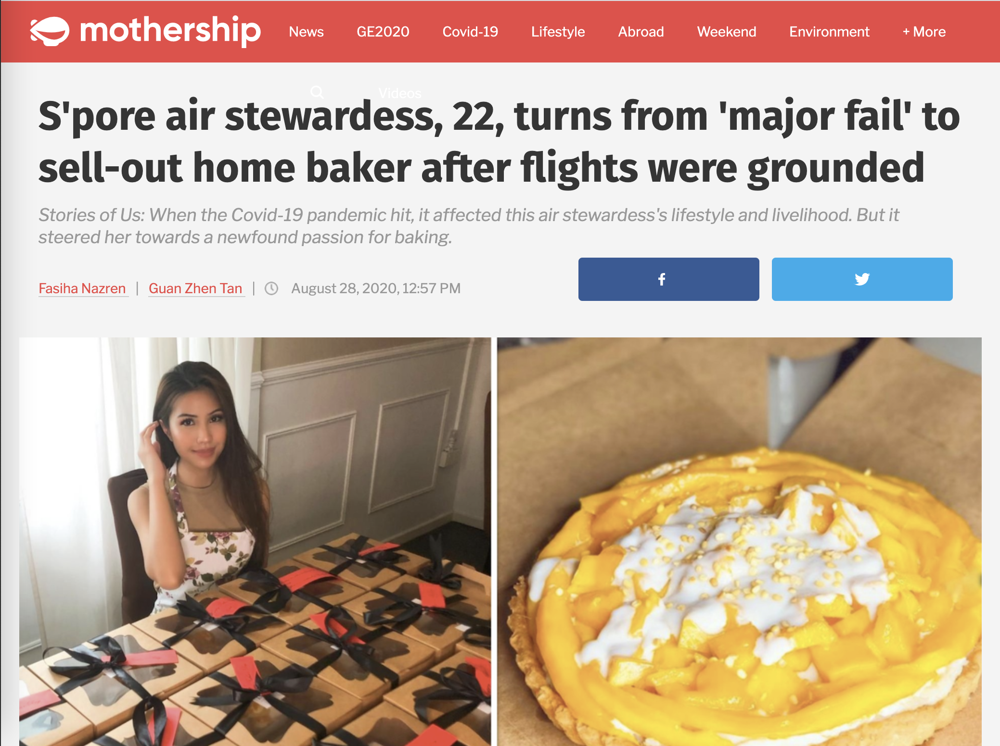 mothership
News GE2020 Covid-19 Lifestyle Abroad Weekend Environment + More
Videos
S'pore air stewardess, 22, turns from 'major fail' to
sell-out home baker after flights were grounded
Stories of Us: When the Covid-19 pandemic hit, it affected this air stewardess's lifestyle and livelihood. But it
steered her towards a newfound passion for baking.
Fasiha Nazren | Guan Zhen Tan | August 28, 2020, 12:57 PM
f